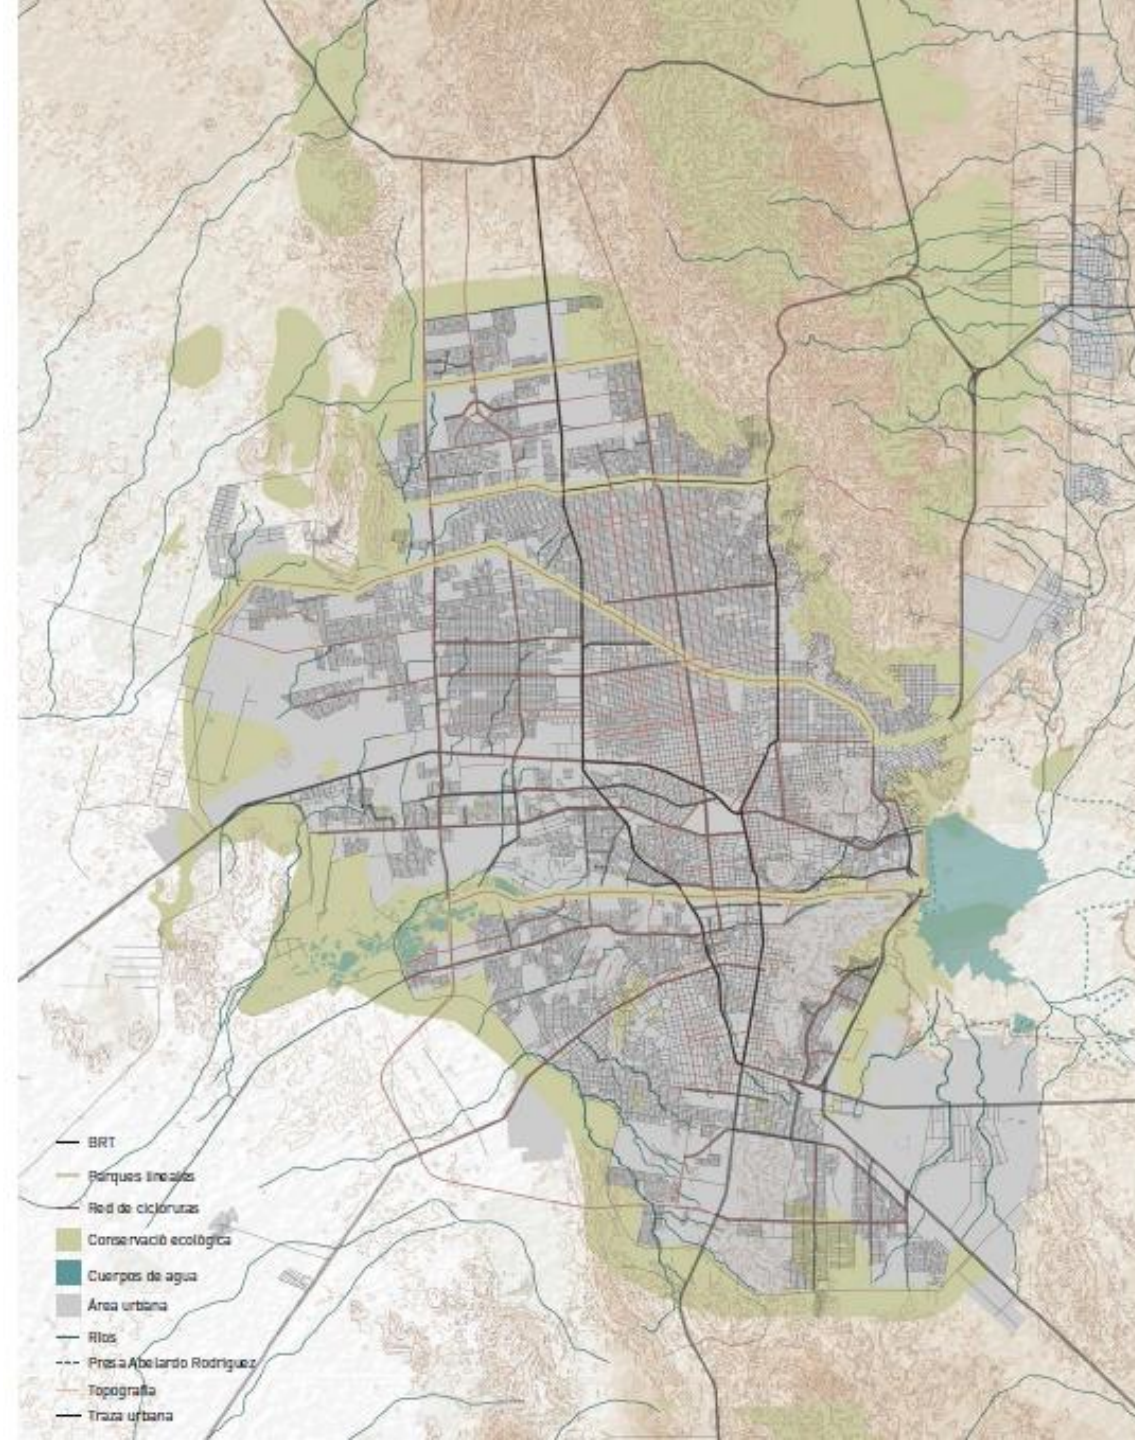 BRT
Parques lineales
Red de ciclorutas
Conservació ecológica
Cuerpos de agua
Área urbana
Ríos
Presa Abelardo Rodríguez
Topografía
Traza urbana